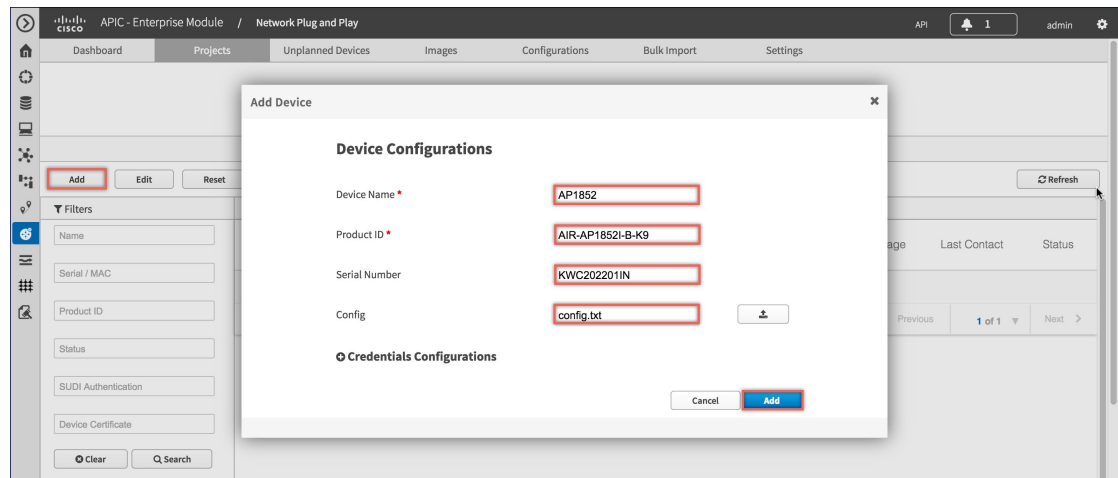 CISCO APIC - Enterprise Module / Network Plug and Play API 1 admin
Dashboard Projects Unplanned Devices Images Configurations Bulk Import Settings
Add Device
Device Configurations
Add Edit Reset Refresh
Device Name * AP1852
Filters
Product ID * AIR-AP1852I-B-K9
Name
age Last Contact Status
Serial / MAC
Serial Number KWC202201IN
Product ID
Config config.txt
Previous 1 of 1 Next
Status
Credentials Configurations
SUDI Authentication
Cancel Add
Device Certificate
Clear Search